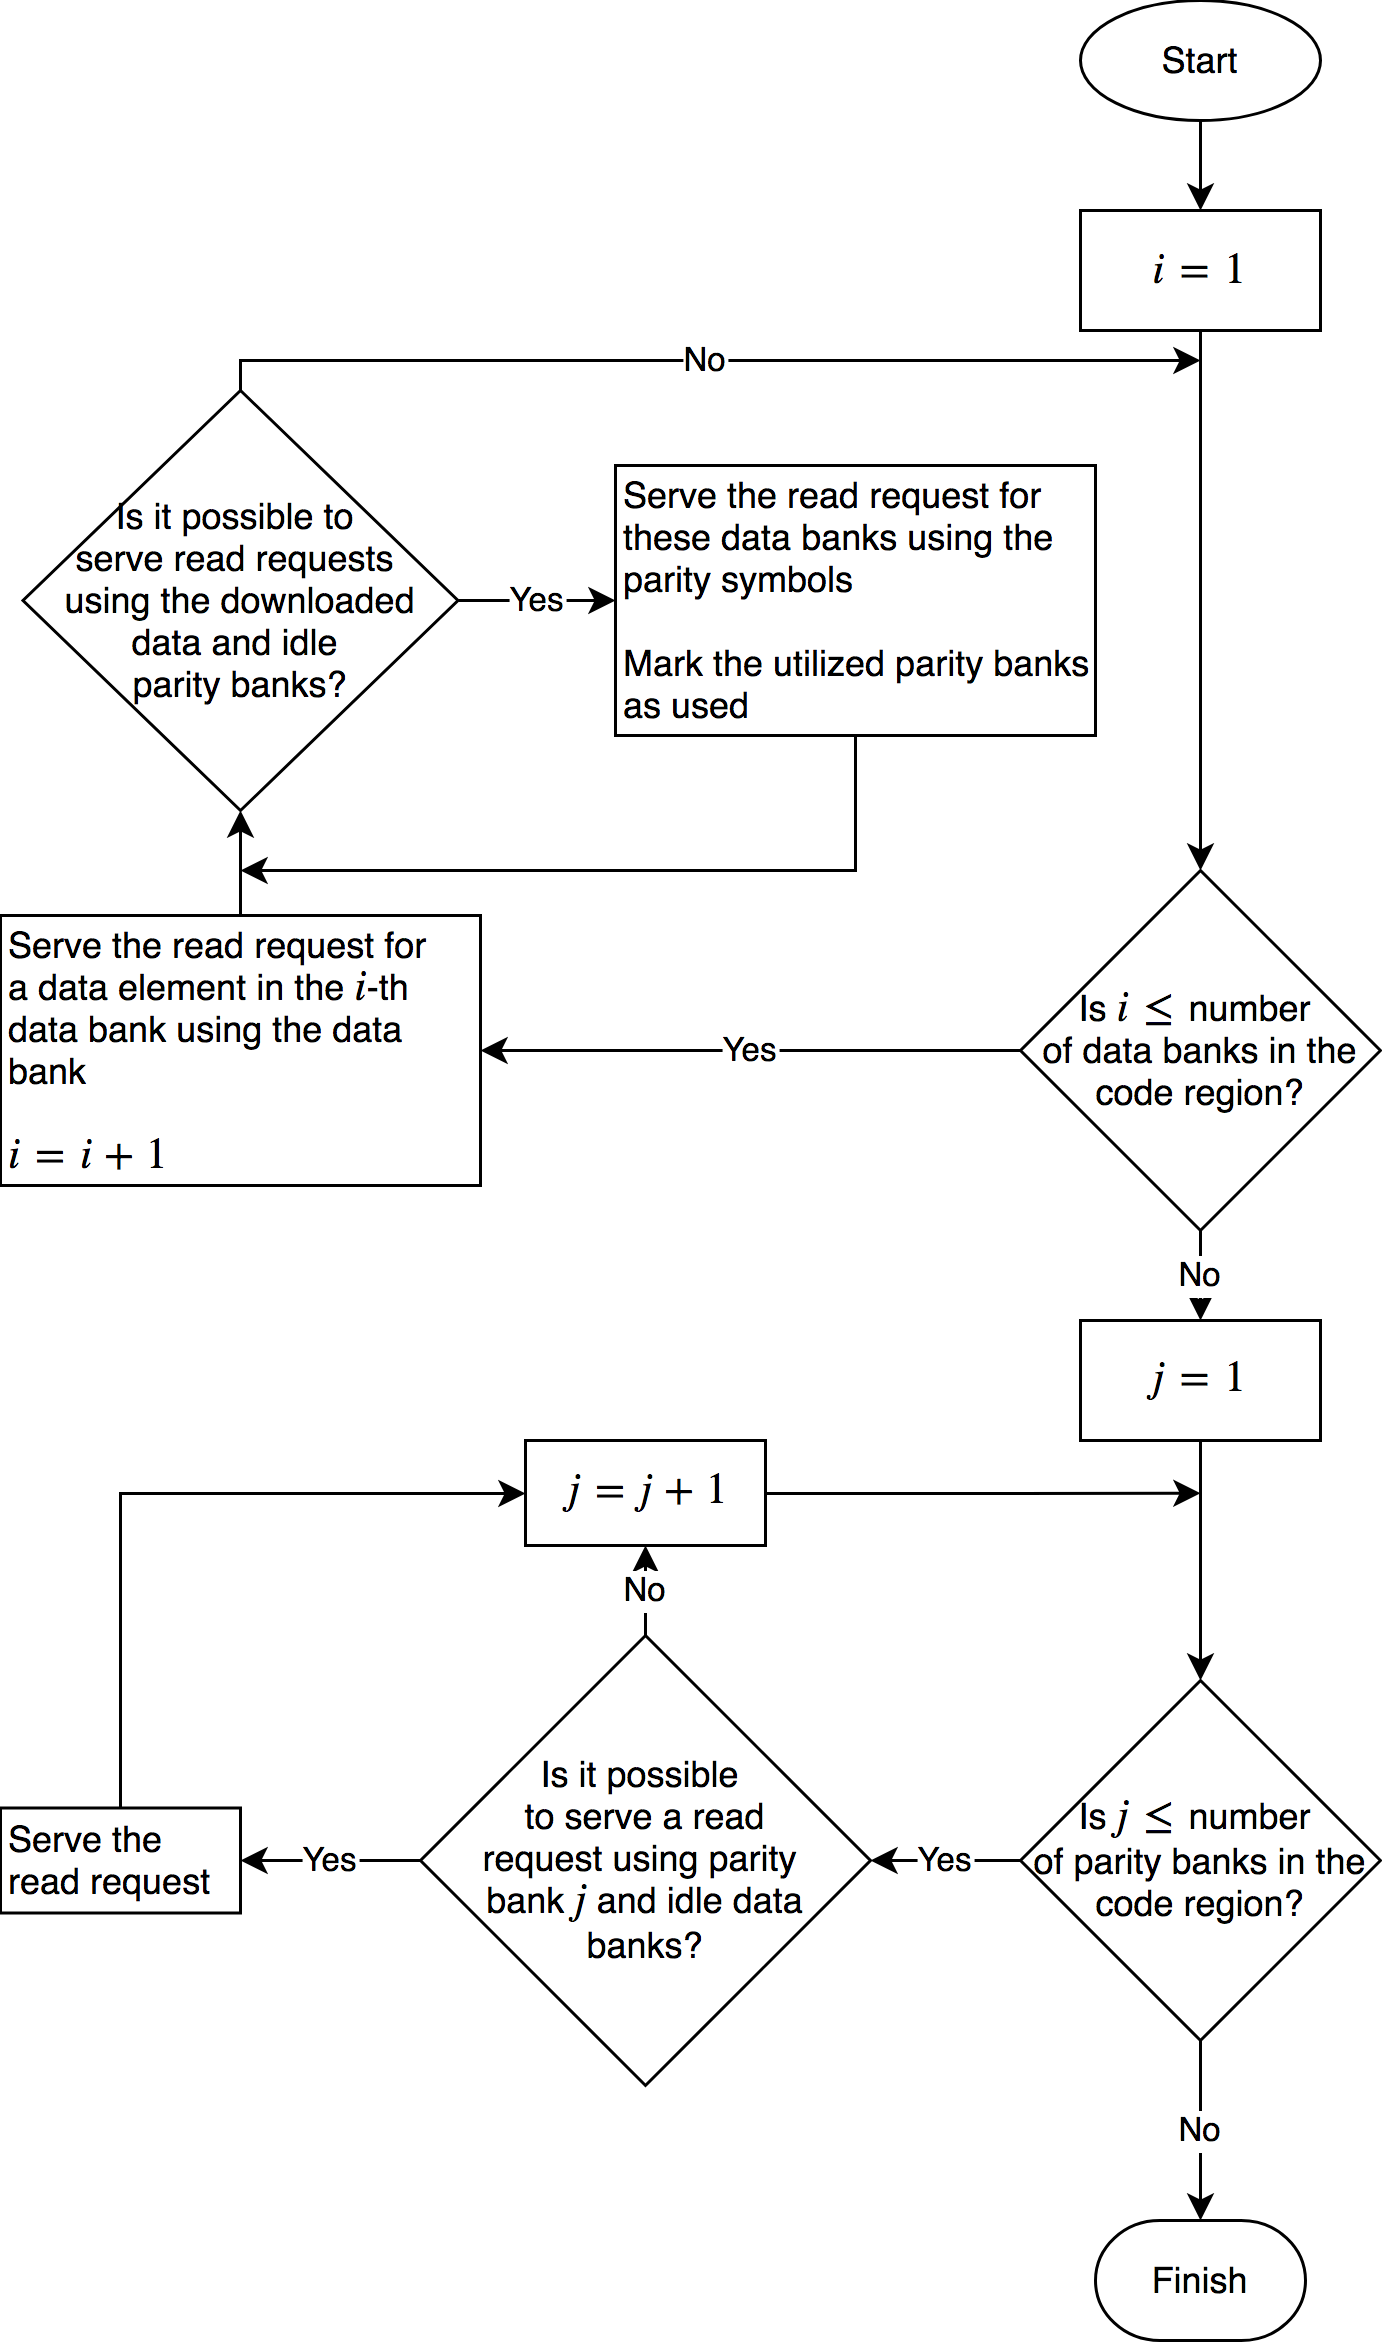 Start
i = 1
No
Is it possible to
serve read requests
using the downloaded
data and idle
parity banks?
Yes
Serve the read request for
these data banks using the
parity symbols
Mark the utilized parity banks
as used
Serve the read request for
a data element in the i-th
data bank using the data
bank
i = i + 1
Yes
Is i ≤ number
of data banks in the
code region?
No
j = 1
j = j + 1
No
Is it possible
to serve a read
request using parity
bank j and idle data
banks?
Yes
Serve the
read request
Yes
Is j ≤ number
of parity banks in the
code region?
No
Finish